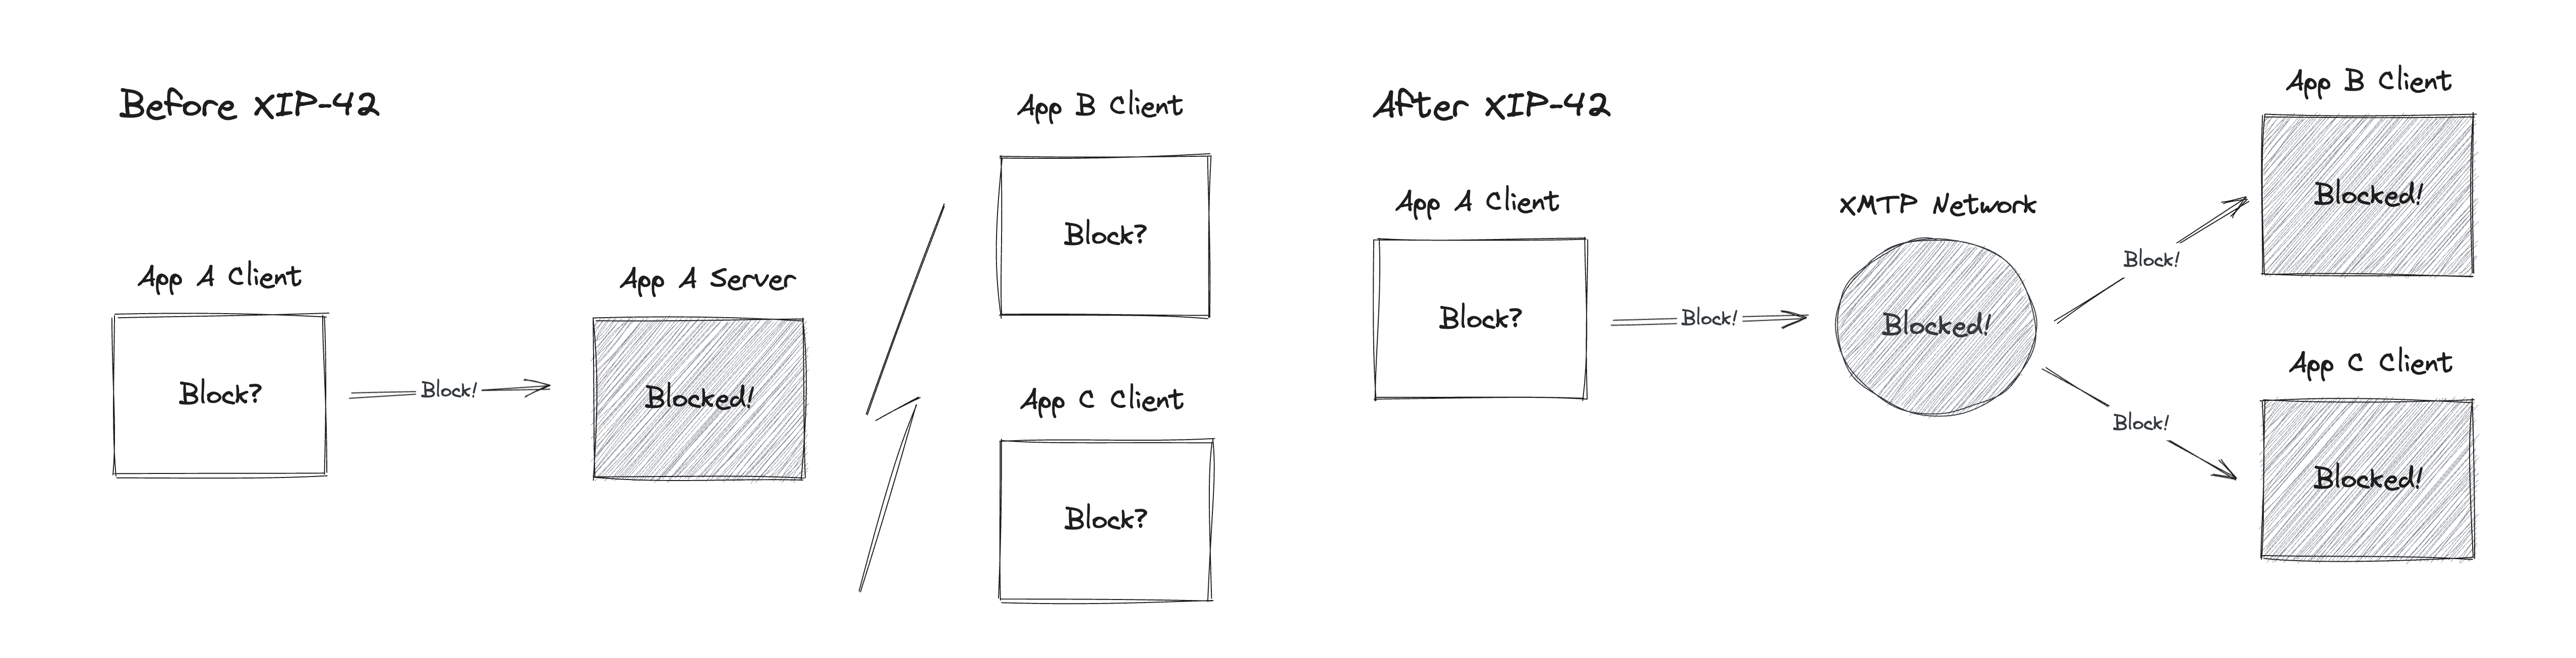 Before XIP-42
App A Client
Block?
Block!
App A Server
Blocked!
App B Client
Block?
App C Client
Block?
After XIP-42
App A Client
Block?
Block!
XMTP Network
Blocked!
Block!
App B Client
Blocked!
Block!
App C Client
Blocked!